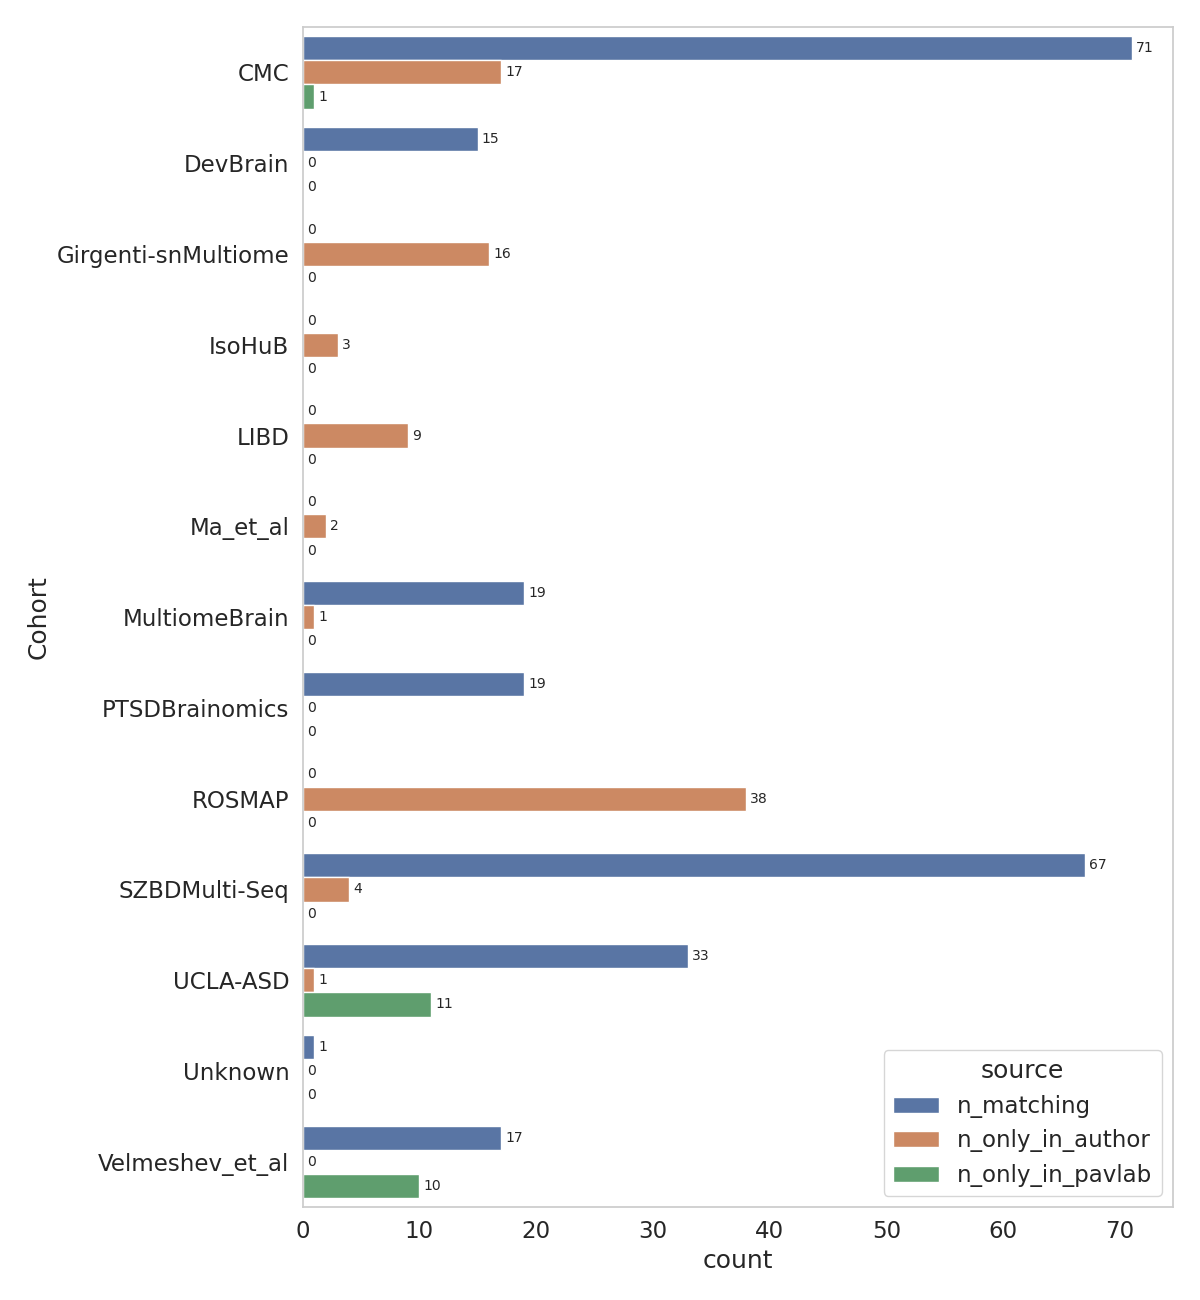 CMC
71
17
1
DevBrain
15
0
0
Girgenti-snMultiome
0
16
0
IsoHuB
0
3
0
LIBD
0
9
0
Ma_et_al
0
2
0
MultiomeBrain
19
1
0
PTSDBrainomics
19
0
0
ROSMAP
0
38
0
SZBDMulti-Seq
67
4
0
UCLA-ASD
33
1
11
Unknown
1
0
0
Velmeshev_et_al
17
0
10
Cohort
source
n_matching
n_only_in_author
n_only_in_pavlab
0 10 20 30 40 50 60 70
count